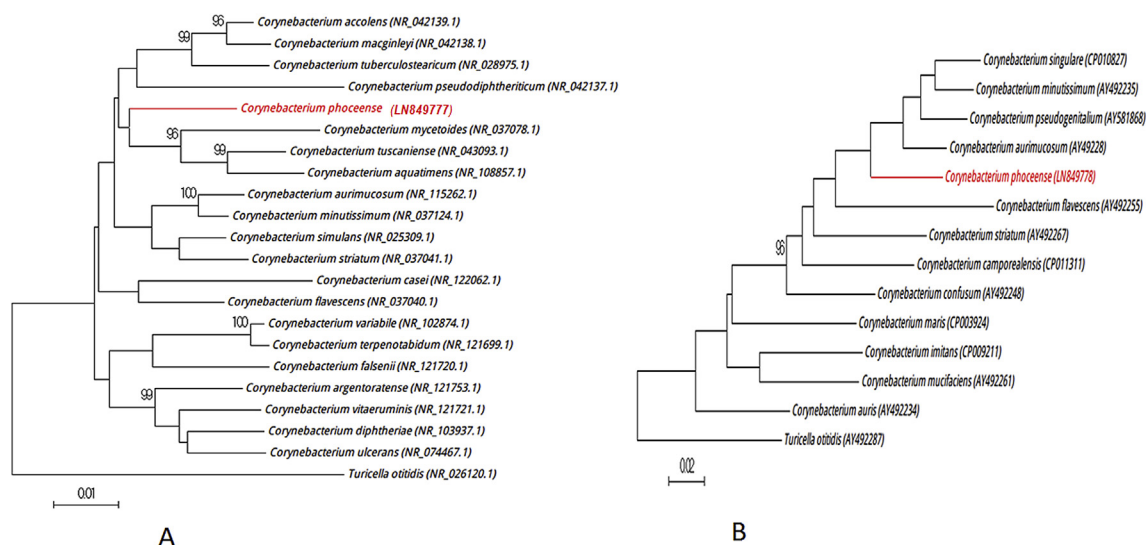 96
Corynebacterium accolens (NR_042139.1)
99
Corynebacterium macginleyi (NR_042138.1)
Corynebacterium tuberculostearicum (NR_028975.1)
Corynebacterium pseudodiphtheriticum (NR_042137.1)
Corynebacterium phoceense (LN849777)
96
Corynebacterium mycetoides (NR_037078.1)
99
Corynebacterium tuscaniense (NR_043093.1)
Corynebacterium aquatimens (NR_108857.1)
100
Corynebacterium aurimucosum (NR_115262.1)
Corynebacterium minutissimum (NR_037124.1)
Corynebacterium simulans (NR_025309.1)
Corynebacterium striatum (NR_037041.1)
Corynebacterium casei (NR_122062.1)
Corynebacterium flavescens (NR_037040.1)
100
Corynebacterium variabile (NR_102874.1)
Corynebacterium terpenotabidum (NR_121699.1)
Corynebacterium falsenii (NR_121720.1)
Corynebacterium argentoratense (NR_121753.1)
99
Corynebacterium vitaeruminis (NR_121721.1)
Corynebacterium diphtheriae (NR_103937.1)
Corynebacterium ulcerans (NR_074467.1)
Turicella otitidis (NR_026120.1)
0.01
A
Corynebacterium singulare (CP010827)
Corynebacterium minutissimum (AY492235)
Corynebacterium pseudogenitalium (AY581868)
Corynebacterium aurimucosum (AY49228)
Corynebacterium phoceense (LN849778)
Corynebacterium flavescens (AY492255)
Corynebacterium striatum (AY492267)
96
Corynebacterium camporealensis (CP011311)
Corynebacterium confusum (AY492248)
Corynebacterium maris (CP003924)
Corynebacterium imitans (CP009211)
Corynebacterium mucifaciens (AY492261)
Corynebacterium auris (AY492234)
Turicella otitidis (AY492287)
0.02
B